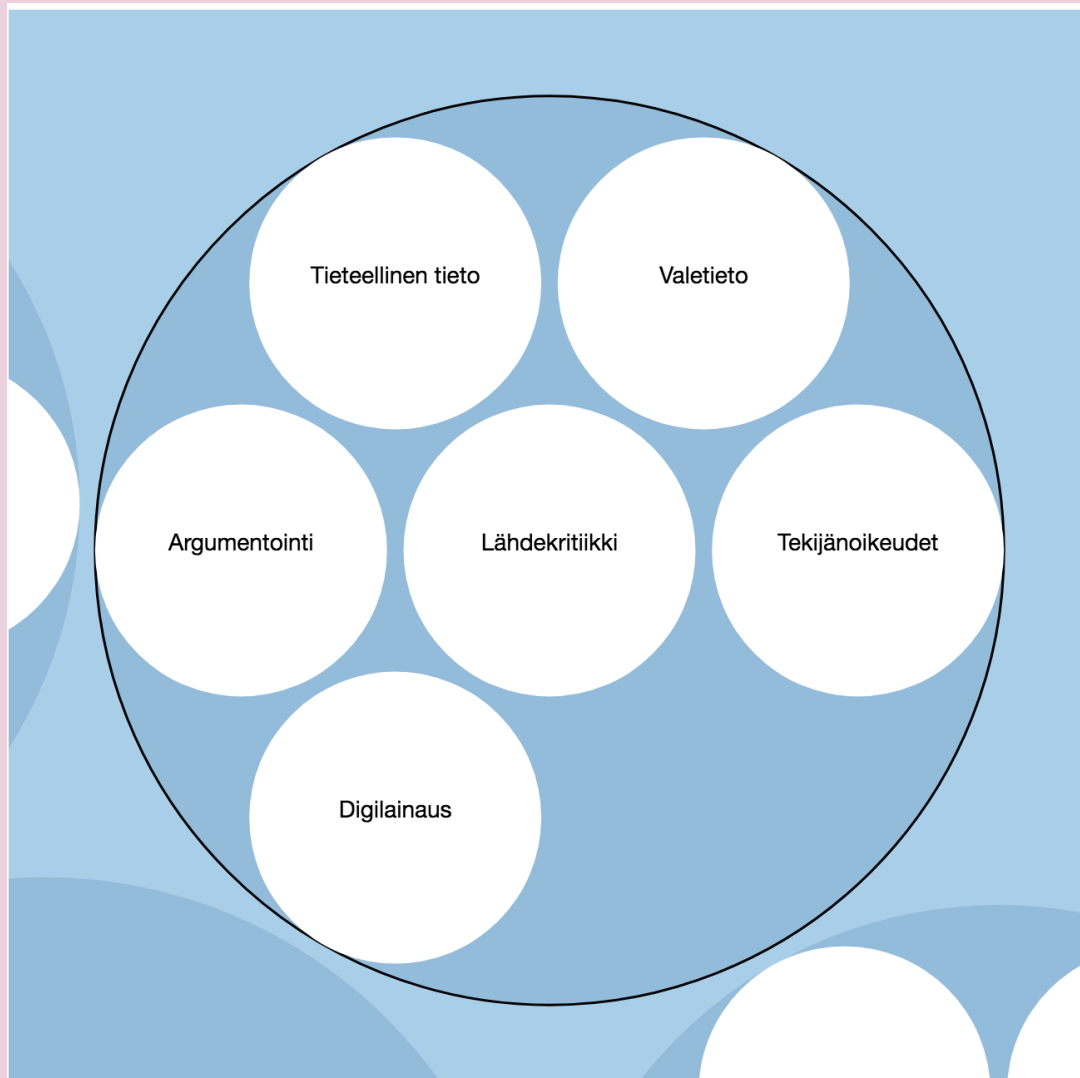 Tieteellinen tieto
Valetieto
Argumentointi
Lähdekritiikki
Tekijänoikeudet
Digilainaus